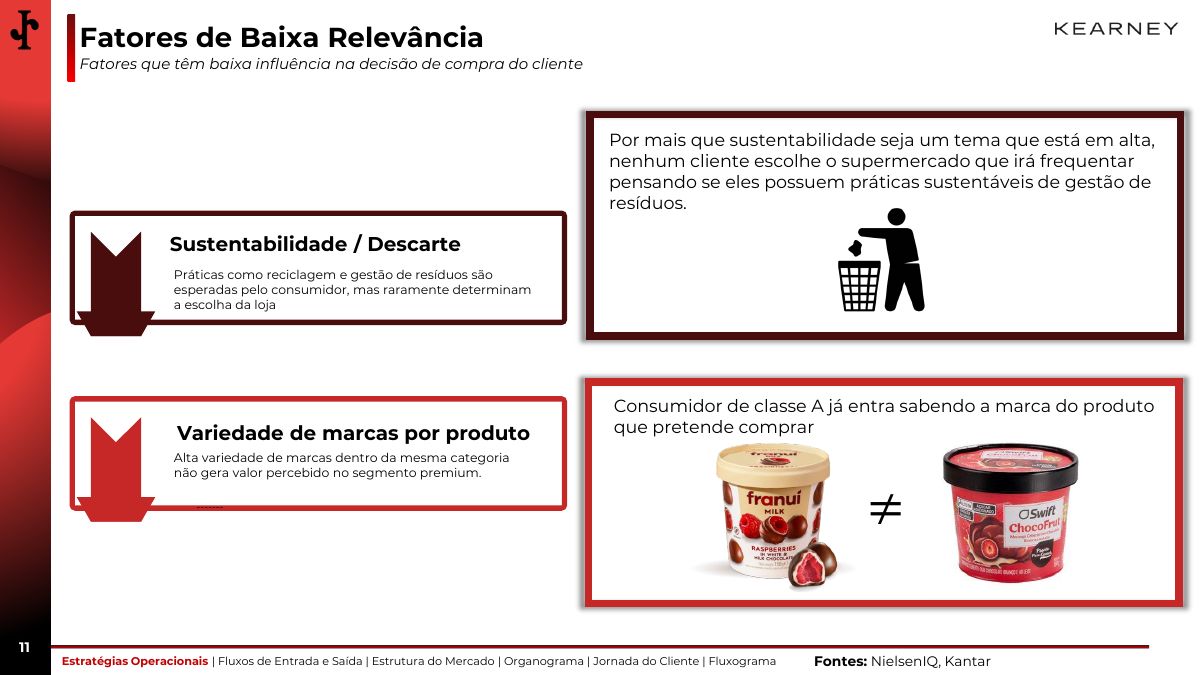 Fatores de Baixa Relevância
Fatores que têm baixa influência na decisão de compra do cliente
KEARNEY
Sustentabilidade / Descarte
Práticas como reciclagem e gestão de resíduos são
esperadas pelo consumidor, mas raramente determinam
a escolha da loja
Por mais que sustentabilidade seja um tema que está em alta,
nenhum cliente escolhe o supermercado que irá frequentar
pensando se eles possuem práticas sustentáveis de gestão de
resíduos.
Variedade de marcas por produto
Alta variedade de marcas dentro da mesma categoria
não gera valor percebido no segmento premium.
Consumidor de classe A já entra sabendo a marca do produto
que pretende comprar
franuí
franuí
MILK
RASPBERRIES
IN WHITE &
MILK CHOCOLATE
≠
Swift
ChocoFrut
11
Estratégias Operacionais | Fluxos de Entrada e Saída | Estrutura do Mercado | Organograma | Jornada do Cliente | Fluxograma
Fontes: NielsenIQ, Kantar